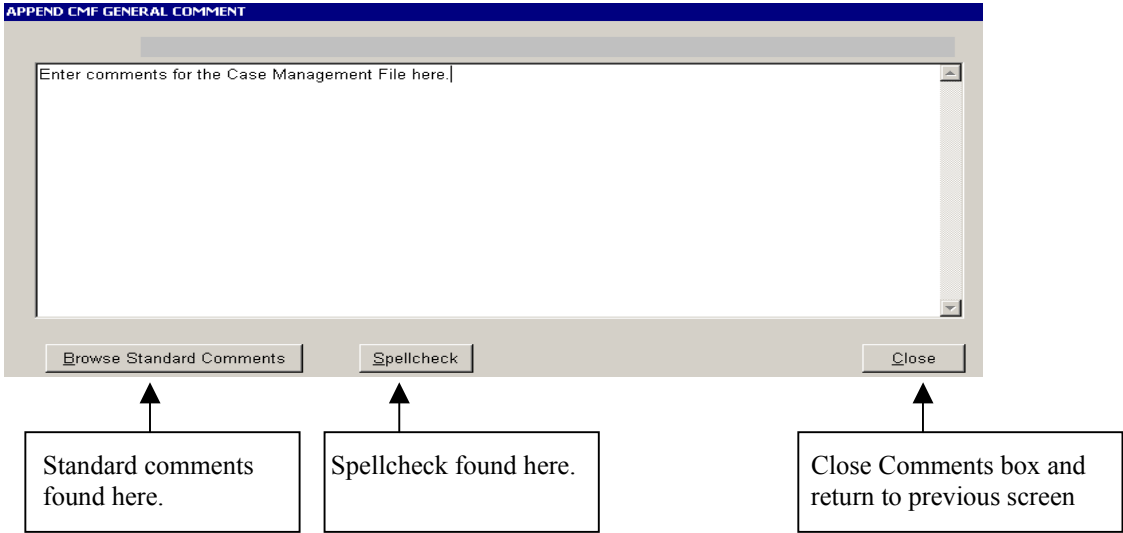 APPEND CMF GENERAL COMMENT
Enter comments for the Case Management File here.
Browse Standard Comments
Spellcheck
Close
Standard comments
found here.
Spellcheck found here.
Close Comments box and
return to previous screen